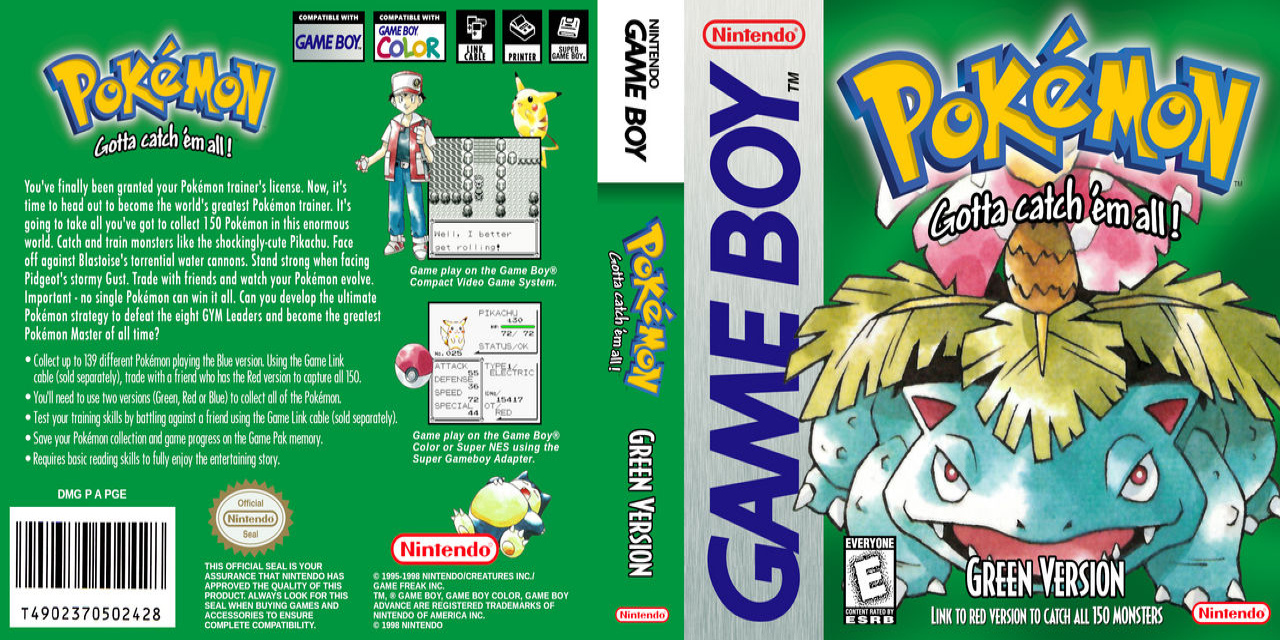 COMPATIBLE WITH
GAME BOY.
COMPATIBLE WITH
GAME BOY
COLOR
LINK
CABLE
PRINTER
SUPER
GAME BOY.
POKéMON
Gotta catch 'em all!
You've finally been granted your Pokémon trainer's license. Now, it's
time to head out to become the world's greatest Pokémon trainer. It's
going to take all you've got to collect 150 Pokémon in this enormous
world. Catch and train monsters like the shockingly-cute Pikachu. Face
off against Blastoise's torrential water cannons. Stand strong when facing
Pidgeot's stormy Gust. Trade with friends and watch your Pokémon evolve.
Important - no single Pokémon can win it all. Can you develop the ultimate
Pokémon strategy to defeat the eight GYM Leaders and become the greatest
Pokémon Master of all time?
• Collect up to 139 different Pokémon playing the Blue version. Using the Game Link
cable (sold separately), trade with a friend who has the Red version to capture all 150.
• You'll need to use two versions (Green, Red or Blue) to collect all of the Pokémon.
• Test your training skills by battling against a friend using the Game Link cable (sold separately).
• Save your Pokémon collection and game progress on the Game Pak memory.
• Requires basic reading skills to fully enjoy the entertaining story.
Well, I better
get rolling!
Game play on the Game Boy®
Compact Video Game System.
PIKACHU
:L30
HP:
72/ 72
STATUS/OK
No.025
ATTACK
55
DEFENSE
36
SPEED
72
SPECIAL
44
TYPE1/
ELECTRIC
IDNo/
15417
OT/
RED
Game play on the Game Boy®
Color or Super NES using the
Super Gameboy Adapter.
DMG P A PGE
T4902370502428
Official
Nintendo
Seal
THIS OFFICIAL SEAL IS YOUR
ASSURANCE THAT NINTENDO HAS
APPROVED THE QUALITY OF THIS
PRODUCT. ALWAYS LOOK FOR THIS
SEAL WHEN BUYING GAMES AND
ACCESSORIES TO ENSURE
COMPLETE COMPATIBILITY.
Nintendo®
© 1995-1998 NINTENDO/CREATURES INC./
GAME FREAK INC.
TM, ® GAME BOY, GAME BOY COLOR, GAME BOY
ADVANCE ARE REGISTERED TRADEMARKS OF
NINTENDO OF AMERICA INC.
© 1998 NINTENDO
NINTENDO
GAME BOY
POKéMON
Gotta catch 'em all!
GREEN VERSION
Nintendo
Nintendo®
GAME BOY
TM
POKéMON
TM
Gotta catch 'em all!
EVERYONE
E
CONTENT RATED BY
ESRB
GREEN VERSION
LINK TO RED VERSION TO CATCH ALL 150 MONSTERS
Nintendo®